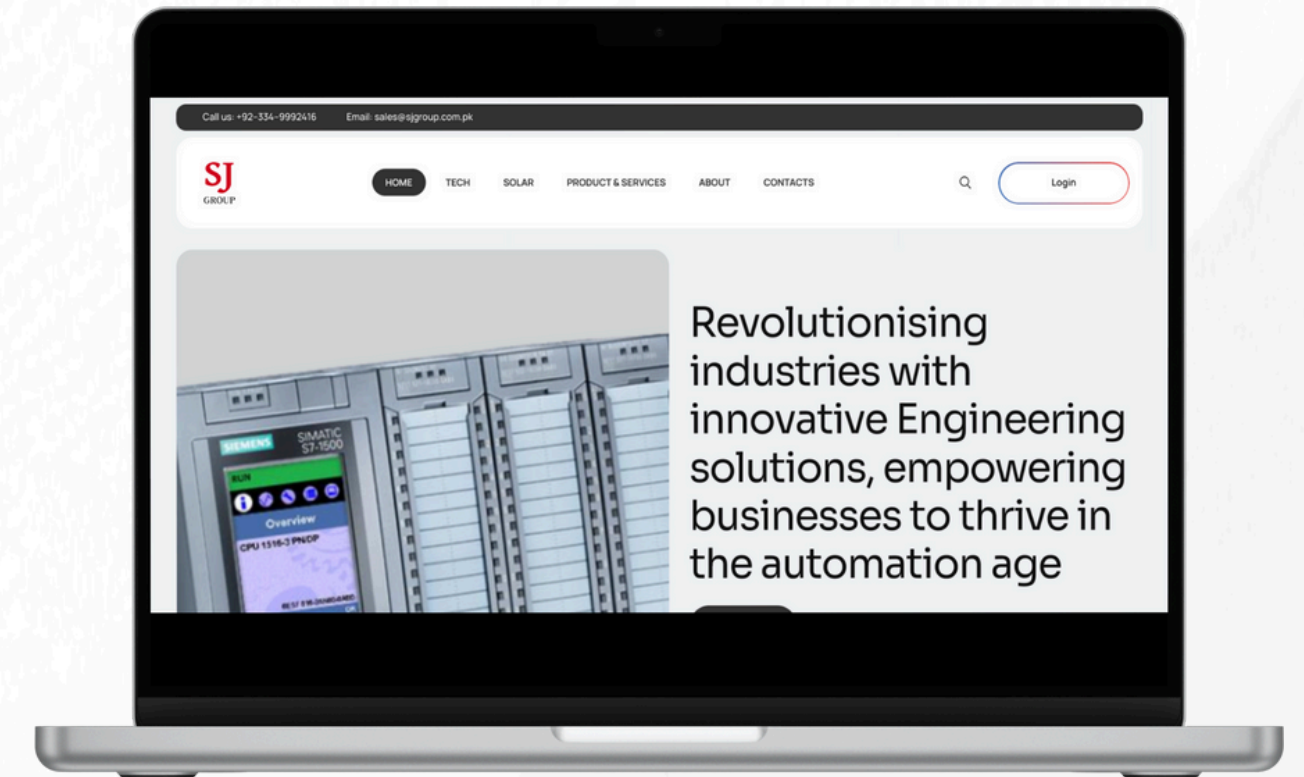 Call us: +92-334-9992416 Email: sales@sjgroup.com.pk
SJ
GROUP
HOME TECH SOLAR PRODUCT & SERVICES ABOUT CONTACTS Login
Revolutionising
industries with
innovative Engineering
solutions, empowering
businesses to thrive in
the automation age
SIEMENS
SIMATIC
S7-1500
RUN
Overview
CPU 1516-3 PN/DP